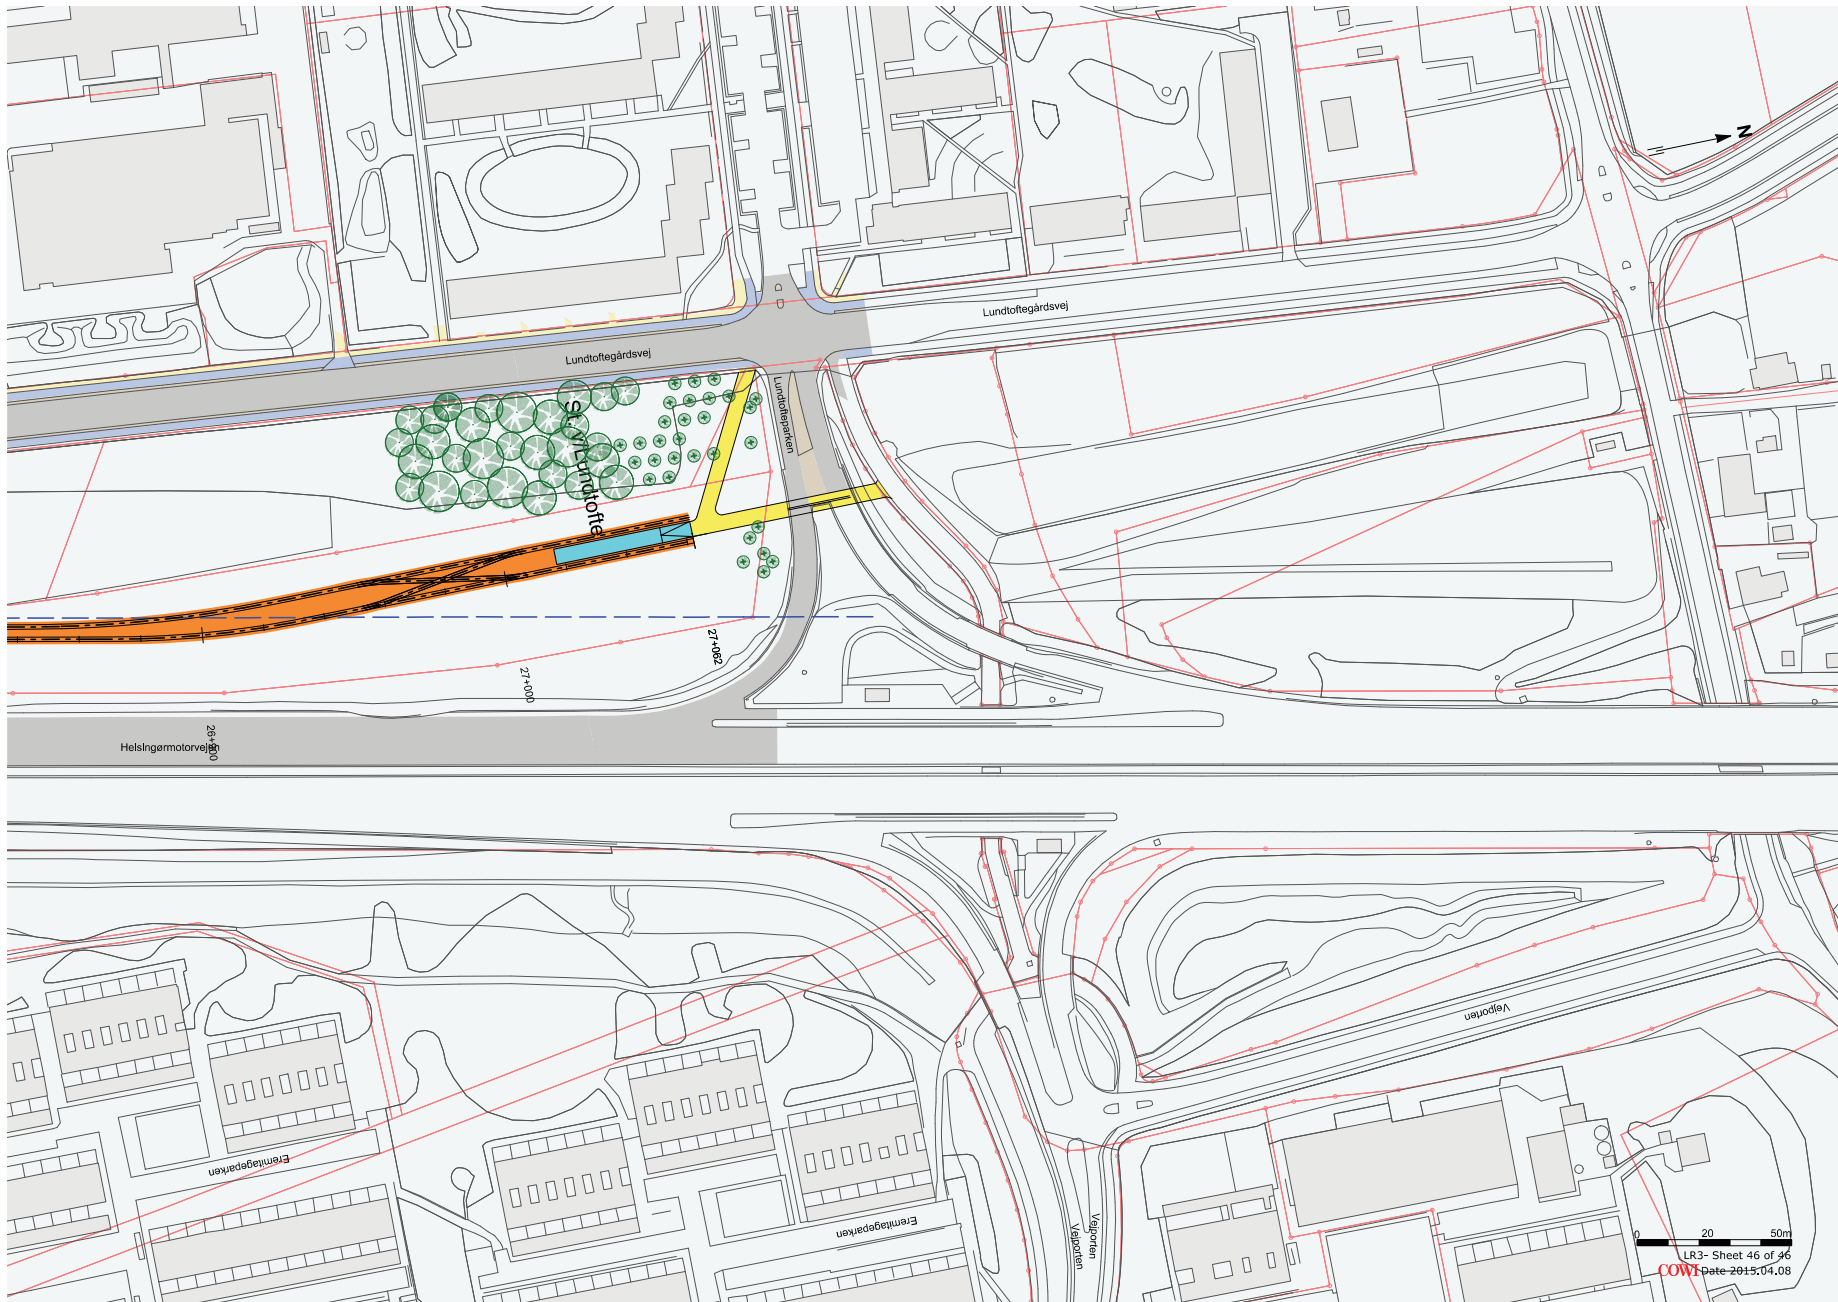 N
Lundtoftegårdsvej
Lundtoftegårdsvej
Lundtofteparken
St. v/Lundtofte
27+062
27+000
26+900
Helsingørmotorvejen
Vejporten
Eremitageparken
Eremitageparken
Vejporten
Vejporten
0 20 50m
LR3- Sheet 46 of 46
COWI Date 2015.04.08